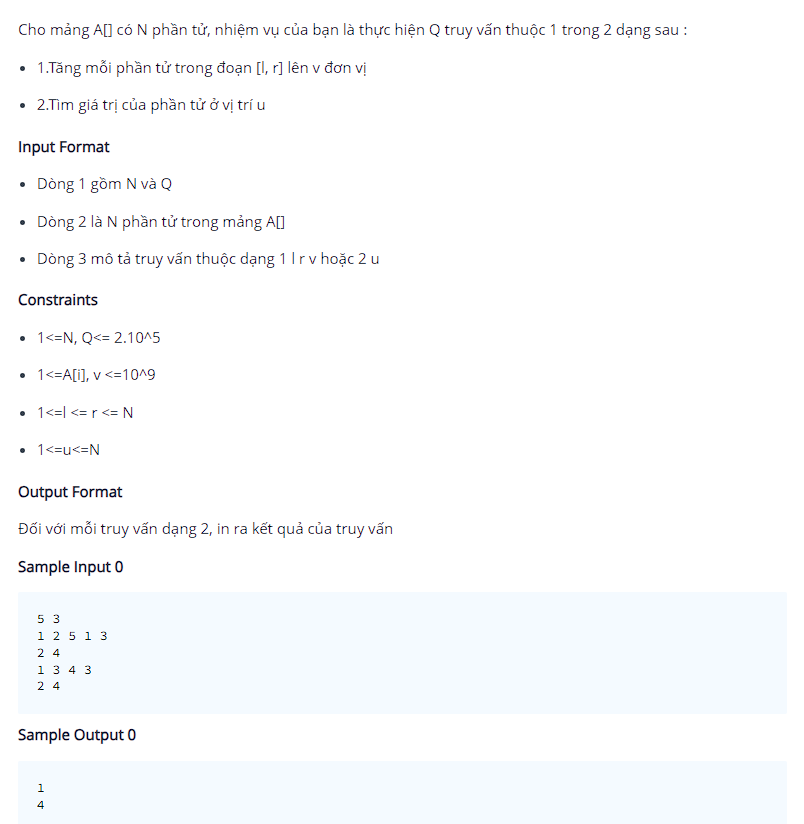 Cho mảng A[] có N phần tử, nhiệm vụ của bạn là thực hiện Q truy vấn thuộc 1 trong 2 dạng sau :
• 1.Tăng mỗi phần tử trong đoạn [l, r] lên v đơn vị
• 2.Tìm giá trị của phần tử ở vị trí u
Input Format
• Dòng 1 gồm N và Q
• Dòng 2 là N phần tử trong mảng A[]
• Dòng 3 mô tả truy vấn thuộc dạng 1 l r v hoặc 2 u
Constraints
• 1<=N, Q<= 2.10^5
• 1<=A[i], v <=10^9
• 1<=l <= r <= N
• 1<=u<=N
Output Format
Đối với mỗi truy vấn dạng 2, in ra kết quả của truy vấn
Sample Input 0
5 3
1 2 5 1 3
2 4
1 3 4 3
2 4
Sample Output 0
1
4